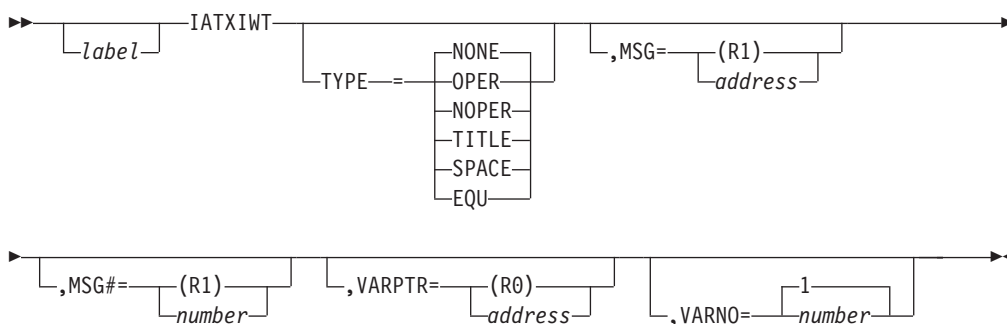 label IATXIWT TYPE = NONE ,MSG= (R1)
OPER address
NOPER
TITLE
SPACE
EQU
,MSG#= (R1) ,VARPTR= (R0) ,VARNO= 1
number address number